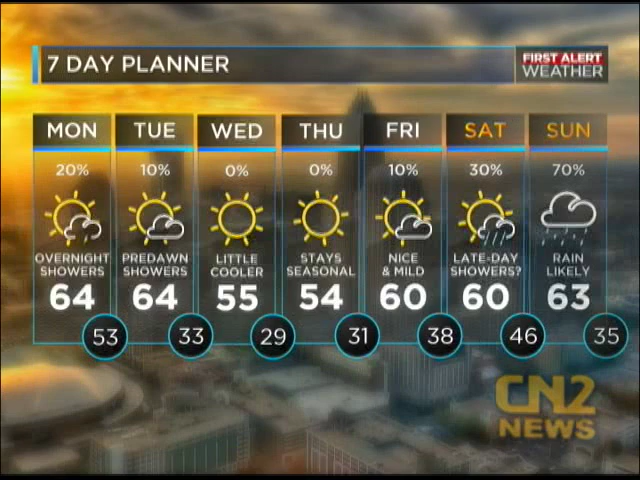 7 DAY PLANNER
FIRST ALERT
WEATHER
MON TUE WED THU FRI SAT SUN
20% 10% 0% 0% 10% 30% 70%
OVERNIGHT SHOWERS
PREDAWN SHOWERS
LITTLE COOLER
STAYS SEASONAL
NICE & MILD
LATE-DAY SHOWERS?
RAIN LIKELY
64 64 55 54 60 60 63
53 33 29 31 38 46 35
CN2
NEWS